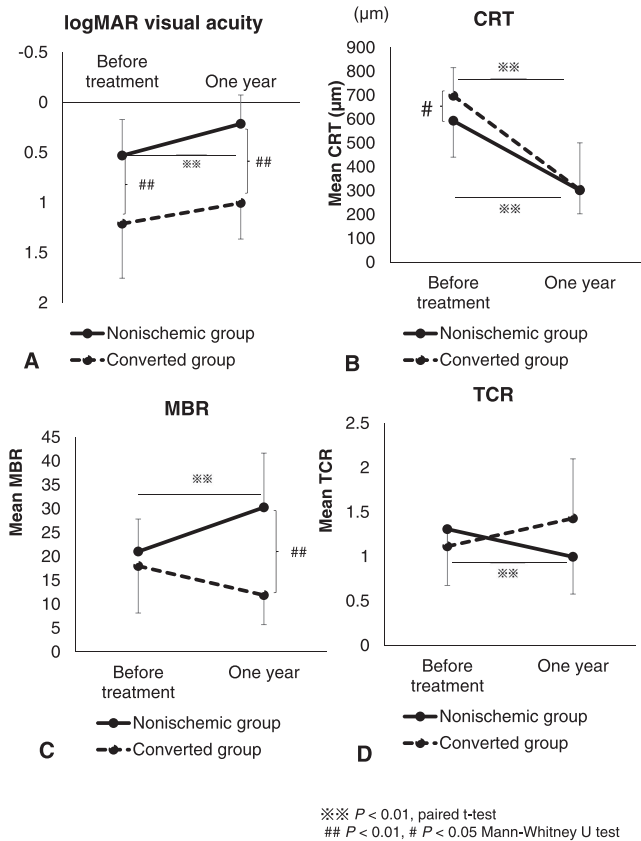 logMAR visual acuity
-0.5
0
0.5
1
1.5
2
Before
treatment
One year
※※
##
##
Nonischemic group
Converted group
A
(µm)
CRT
Mean CRT (µm)
900
800
700
600
500
400
300
200
100
0
※※
#
※※
Before
treatment
One year
Nonischemic group
Converted group
B
MBR
Mean MBR
45
40
35
30
25
20
15
10
5
0
※※
##
Before
treatment
One year
Nonischemic group
Converted group
C
TCR
Mean TCR
2.5
2
1.5
1
0.5
0
※※
Before
treatment
One year
Nonischemic group
Converted group
D
※※ P < 0.01, paired t-test
## P < 0.01, # P < 0.05 Mann-Whitney U test